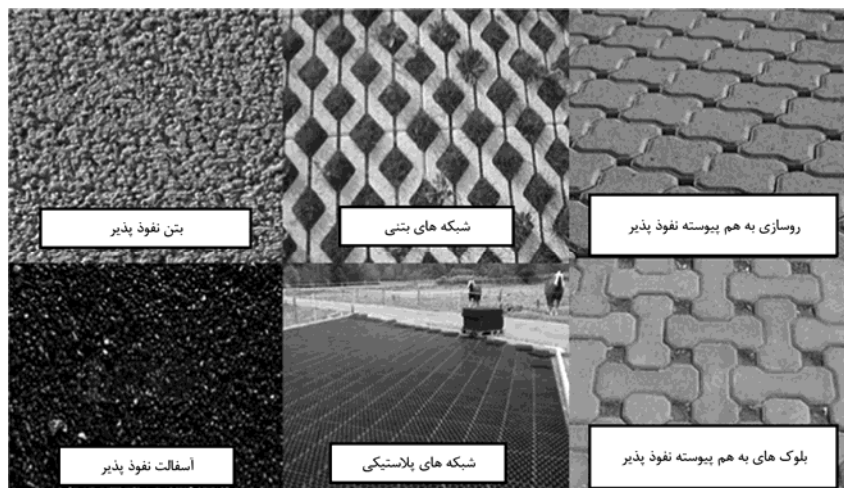 روسازی به هم پیوسته نفوذ پذیر
شبکه های بتنی
بتن نفوذ پذیر
بلوک های به هم پیوسته نفوذ پذیر
شبکه های پلاستیکی
آسفالت نفوذ پذیر